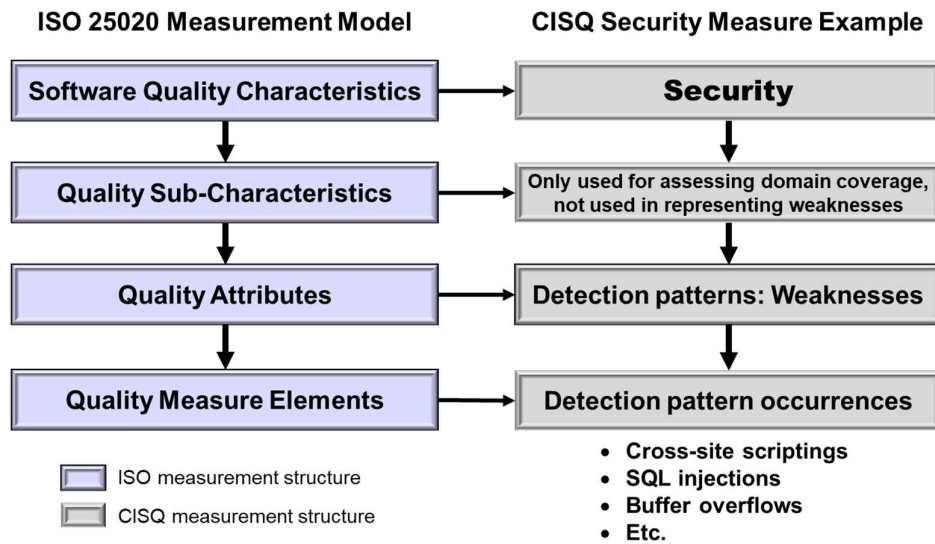 ISO 25020 Measurement Model
CISQ Security Measure Example
Software Quality Characteristics
Security
Quality Sub-Characteristics
Only used for assessing domain coverage,
not used in representing weaknesses
Quality Attributes
Detection patterns: Weaknesses
Quality Measure Elements
Detection pattern occurrences
• Cross-site scriptings
• SQL injections
• Buffer overflows
• Etc.
ISO measurement structure
CISQ measurement structure